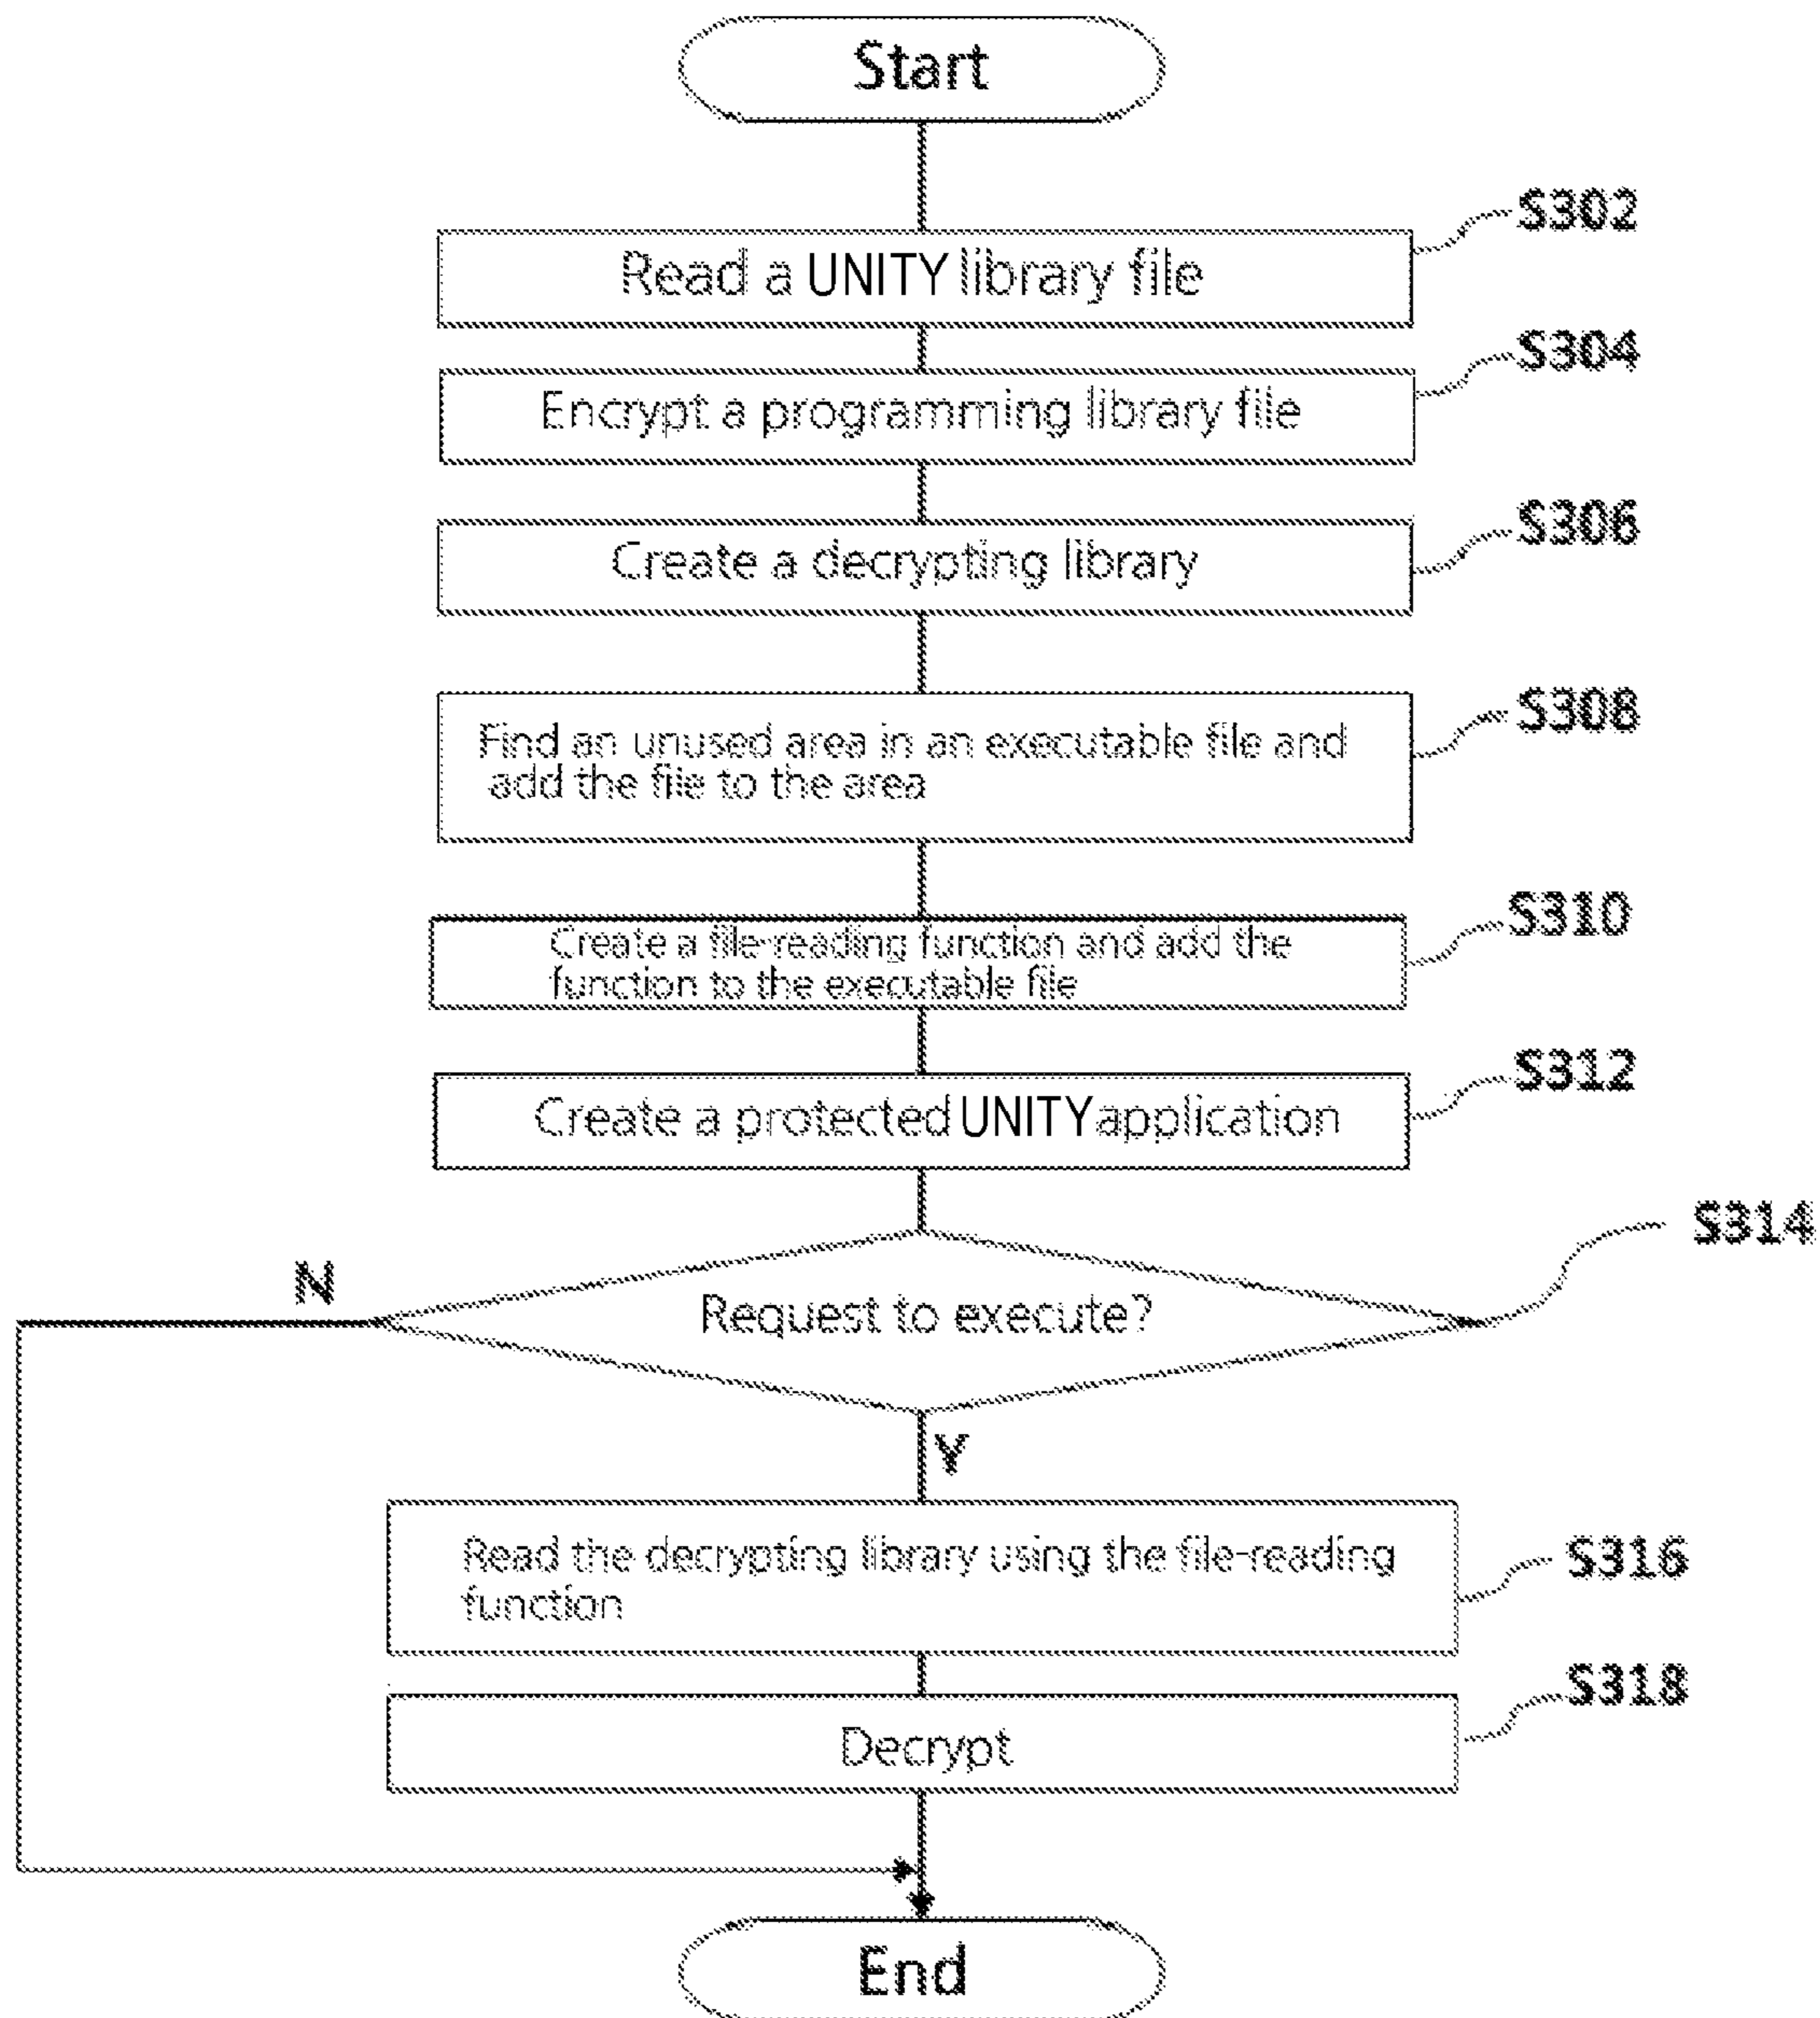 Start
S302
Read a UNITY library file
S304
Encrypt a programming library file
S306
Create a decrypting library
S308
Find an unused area in an executable file and
add the file to the area
S310
Create a file-reading function and add the
function to the executable file
S312
Create a protected UNITY application
S314
N
Request to execute?
Y
Read the decrypting library using the file-reading
function
S316
S318
Decrypt
End